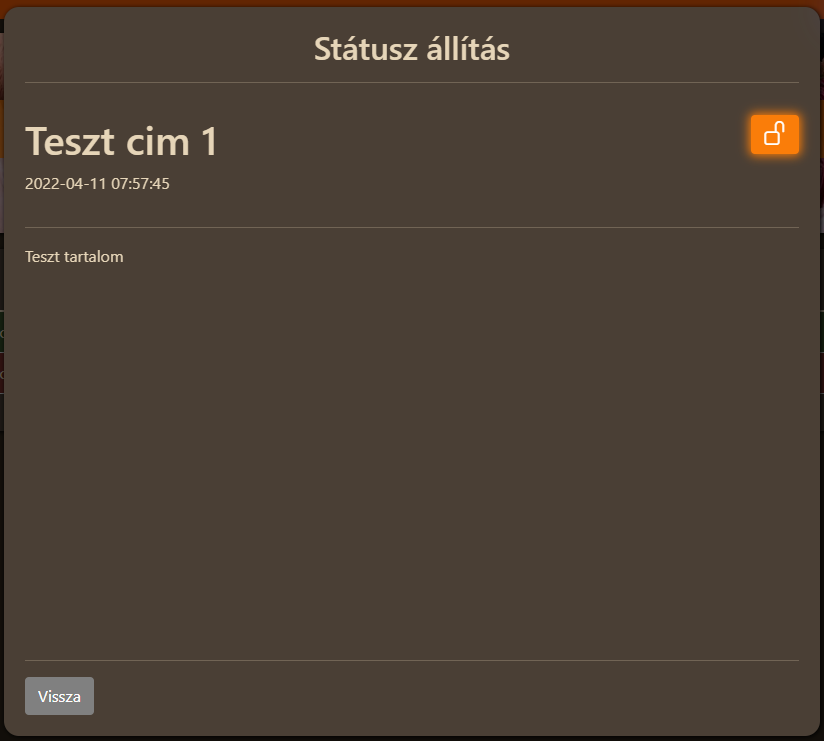 Státusz állítás
Teszt cim 1
2022-04-11 07:57:45
Teszt tartalom
Vissza